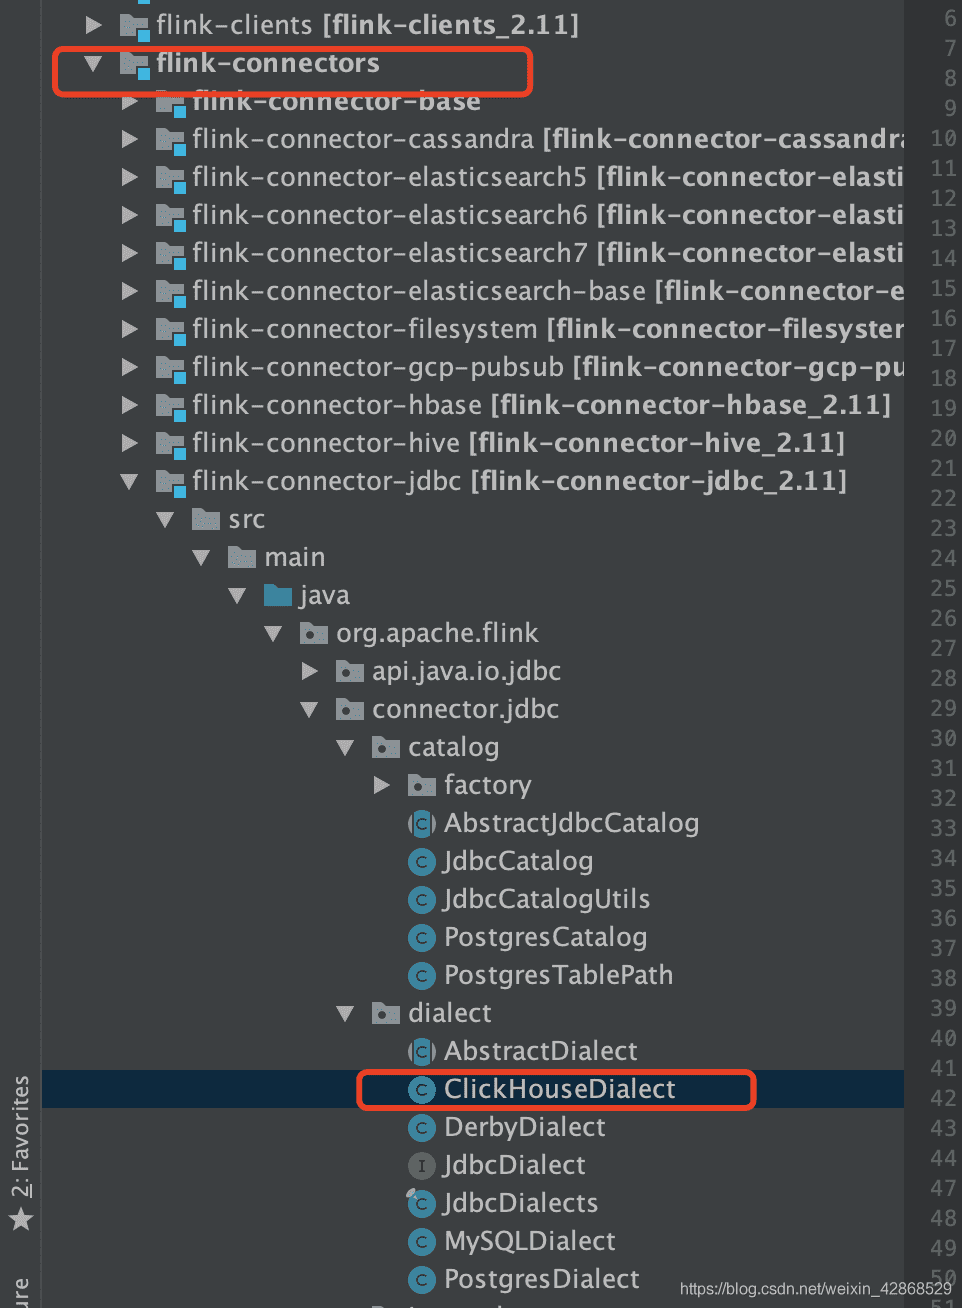 flink-clients [flink-clients_2.11]
flink-connectors
flink-connector-base
flink-connector-cassandra [flink-connector-cassandra
flink-connector-elasticsearch5 [flink-connector-elasti
flink-connector-elasticsearch6 [flink-connector-elasti
flink-connector-elasticsearch7 [flink-connector-elasti
flink-connector-elasticsearch-base [flink-connector-e
flink-connector-filesystem [flink-connector-filesyster
flink-connector-gcp-pubsub [flink-connector-gcp-pu
flink-connector-hbase [flink-connector-hbase_2.11]
flink-connector-hive [flink-connector-hive_2.11]
flink-connector-jdbc [flink-connector-jdbc_2.11]
src
main
java
org.apache.flink
api.java.io.jdbc
connector.jdbc
catalog
factory
AbstractJdbcCatalog
JdbcCatalog
JdbcCatalogUtils
PostgresCatalog
PostgresTablePath
dialect
AbstractDialect
ClickHouseDialect
DerbyDialect
JdbcDialect
JdbcDialects
MySQLDialect
PostgresDialect
2: Favorites
ure
6
7
8
9
10
11
12
13
14
15
16
17
18
19
20
21
22
23
24
25
26
27
28
29
30
31
32
33
34
35
36
37
38
39
40
41
42
43
44
47
48
49
50
https://blog.csdn.net/weixin_42868529